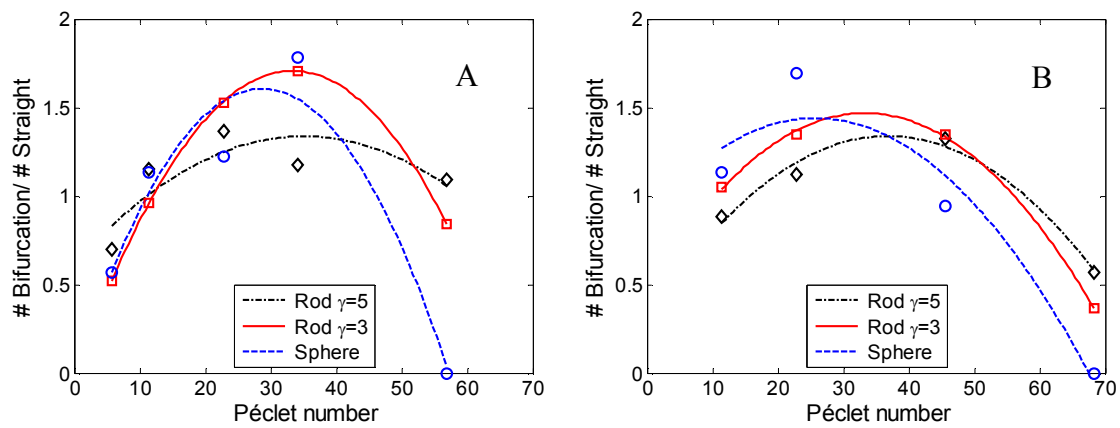 2
1.5
1
0.5
0
# Bifurcation/ # Straight
A
Rod γ=5
Rod γ=3
Sphere
0 10 20 30 40 50 60 70
Péclet number
2
1.5
1
0.5
0
# Bifurcation/ # Straight
B
Rod γ=5
Rod γ=3
Sphere
0 10 20 30 40 50 60 70
Péclet number